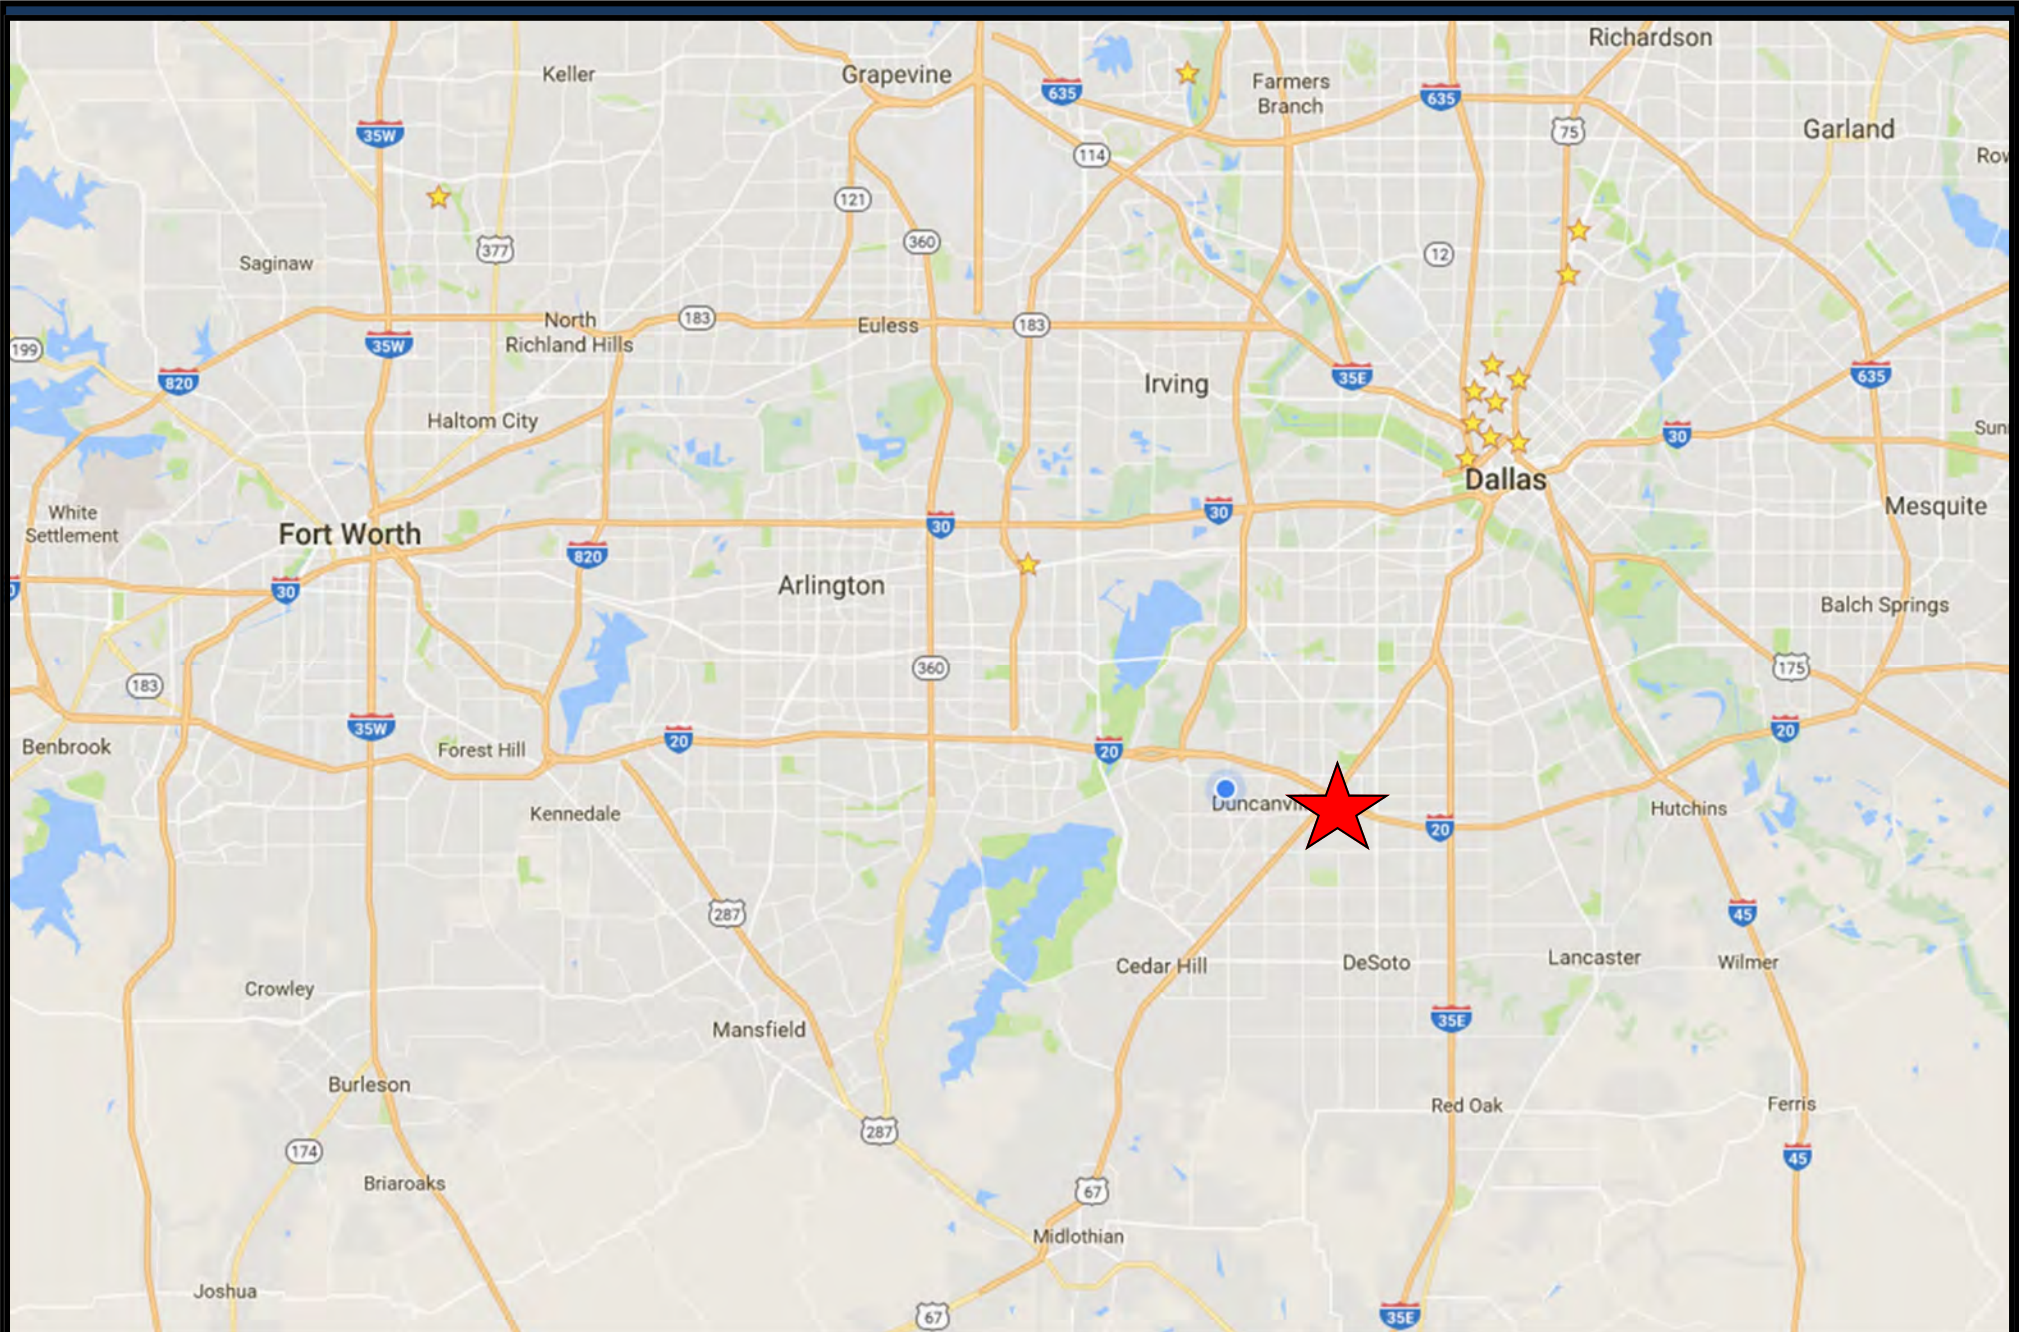 Richardson
Keller
Grapevine
Farmers
Branch
635
635
35W
75
Garland
114
121
360
377
12
Saginaw
183
North
Richland Hills
Euless
183
199
35W
820
35E
635
Irving
Haltom City
30
Dallas
White
Settlement
Fort Worth
30
30
Mesquite
820
30
Arlington
Balch Springs
360
175
183
35W
20
20
20
Benbrook
Forest Hill
Kennedale
Duncanvi
20
Hutchins
287
45
Cedar Hill
DeSoto
Lancaster
Wilmer
Crowley
Mansfield
35E
Burleson
Red Oak
Ferris
287
174
45
Briaroaks
67
Midlothian
Joshua
67
35E